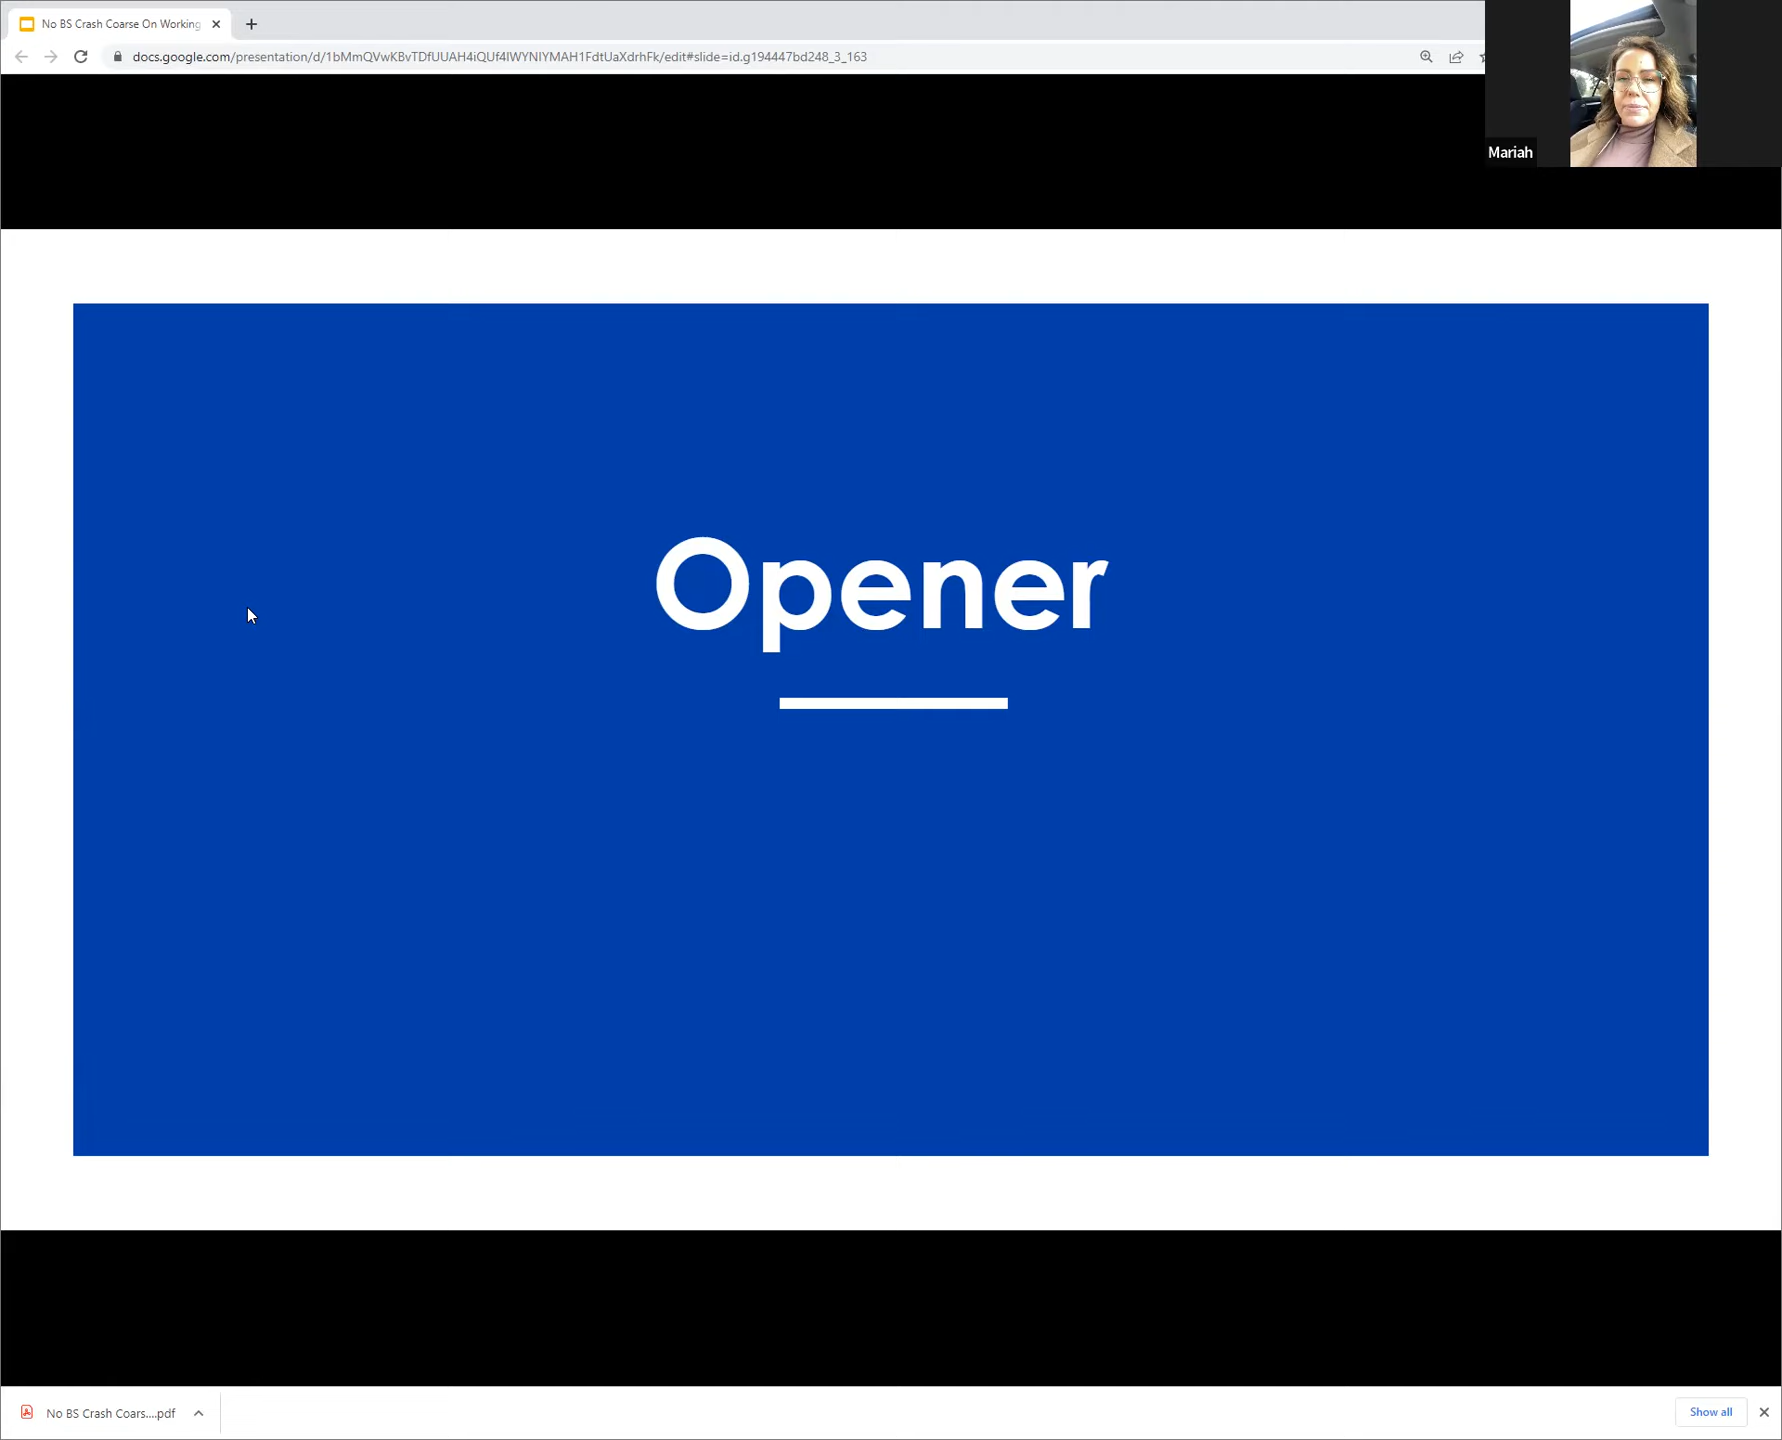 No BS Crash Coarse On Working
docs.google.com/presentation/d/1bMmQVwKBvTDfUUAH4iQUf4IWYNIYMAH1FdtUaXdrhFk/edit#slide=id.g194447bd248_3_163
Mariah
Opener
No BS Crash Coars....pdf
Show all